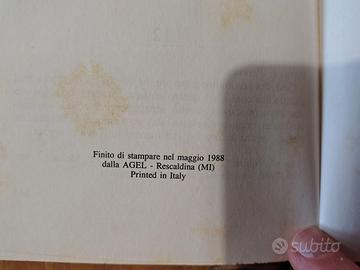 Finito di stampare nel maggio 1988
dalla AGEL - Rescaldina (MI)
Printed in Italy
subito